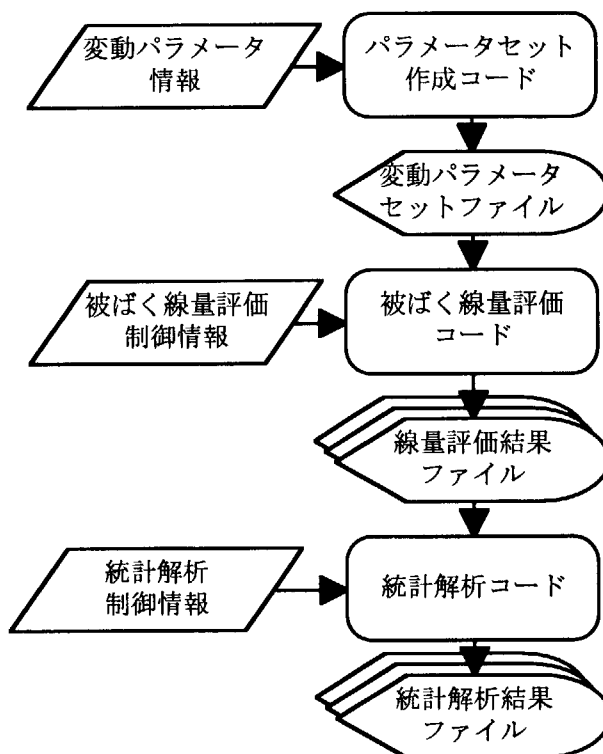 変動パラメータ
情報
パラメータセット
作成コード
変動パラメータ
セットファイル
被ばく線量評価
制御情報
被ばく線量評価
コード
線量評価結果
ファイル
統計解析
制御情報
統計解析コード
統計解析結果
ファイル